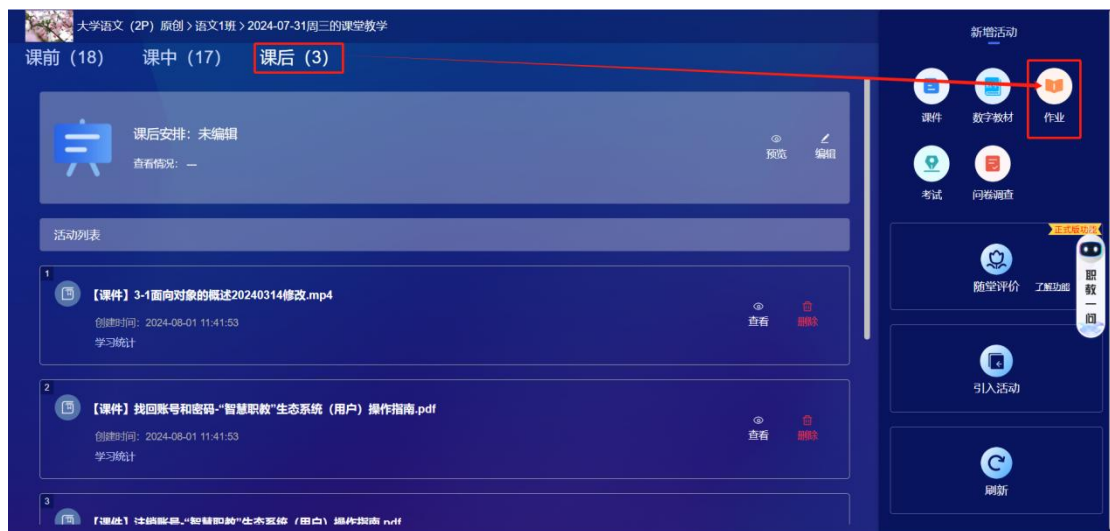 大学语文（2P）原创 > 语文1班 > 2024-07-31周三的课堂教学
课前（18） 课中（17） 课后（3）
课后安排：未编辑
查看情况：—
预览 编辑
活动列表
1
【课件】3-1面向对象的概述20240314修改.mp4
创建时间：2024-08-01 11:41:53
学习统计
查看 删除
2
【课件】找回账号和密码-“智慧职教”生态系统（用户）操作指南.pdf
创建时间：2024-08-01 11:41:53
学习统计
查看 删除
3
【课件】注销账号-“智慧职教”生态系统（用户）操作指南.pdf
新增活动
课件 数字教材 作业
考试 问卷调查
正式版功能
随堂评价 了解功能
职教一问
引入活动
刷新